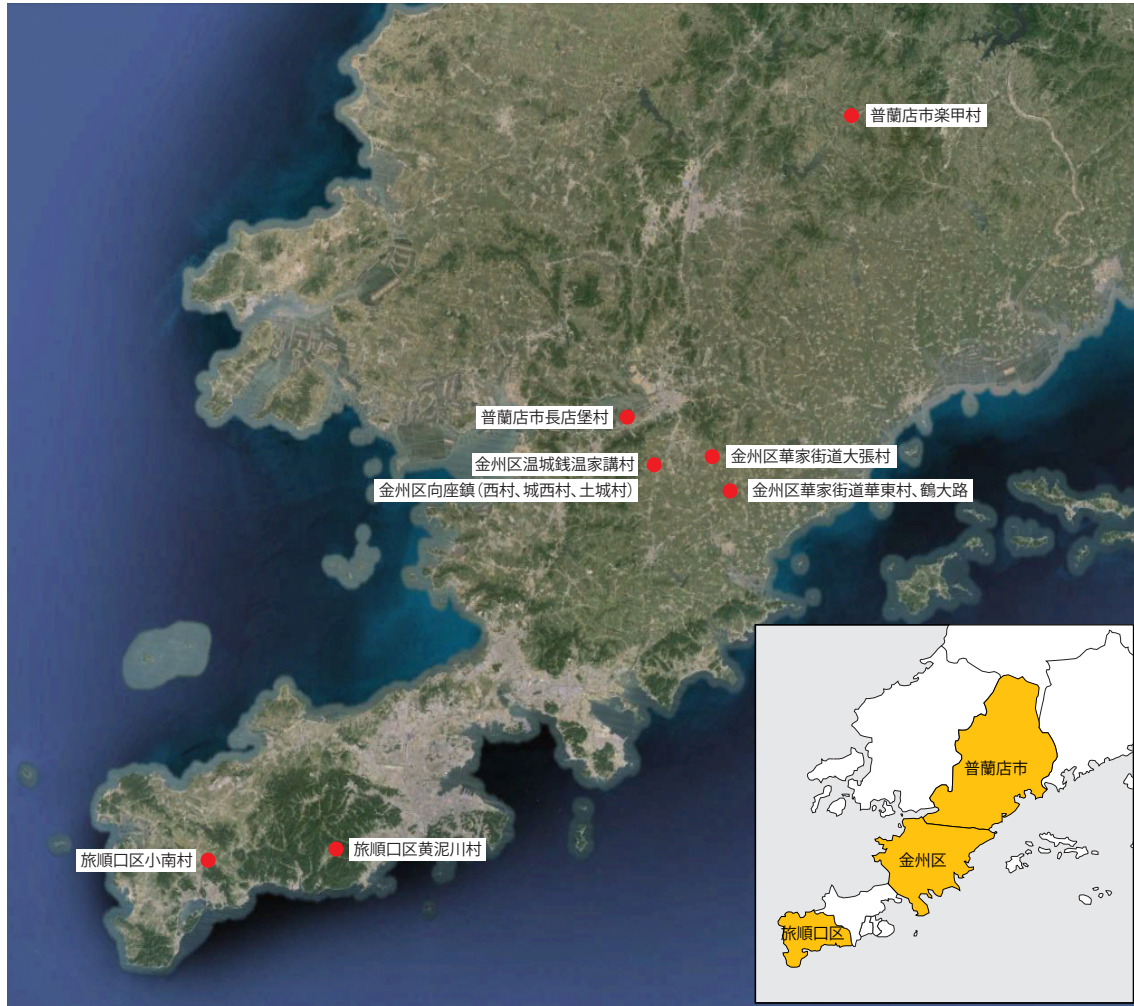 普蘭店市楽甲村
普蘭店市長店堡村
金州区華家街道大張村
金州区温城銭温家講村
金州区向座鎮（西村、城西村、土城村）
金州区華家街道華東村、鶴大路
普蘭店市
金州区
旅順口区
旅順口区黄泥川村
旅順口区小南村